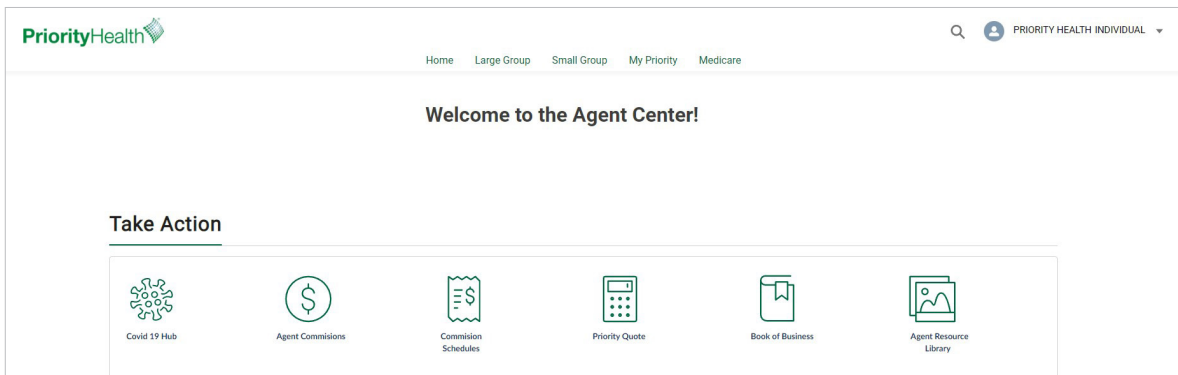 PriorityHealth
PRIORITY HEALTH INDIVIDUAL
Home Large Group Small Group My Priority Medicare
Welcome to the Agent Center!
Take Action
Covid 19 Hub
Agent Commisions
Commision
Schedules
Priority Quote
Book of Business
Agent Resource
Library